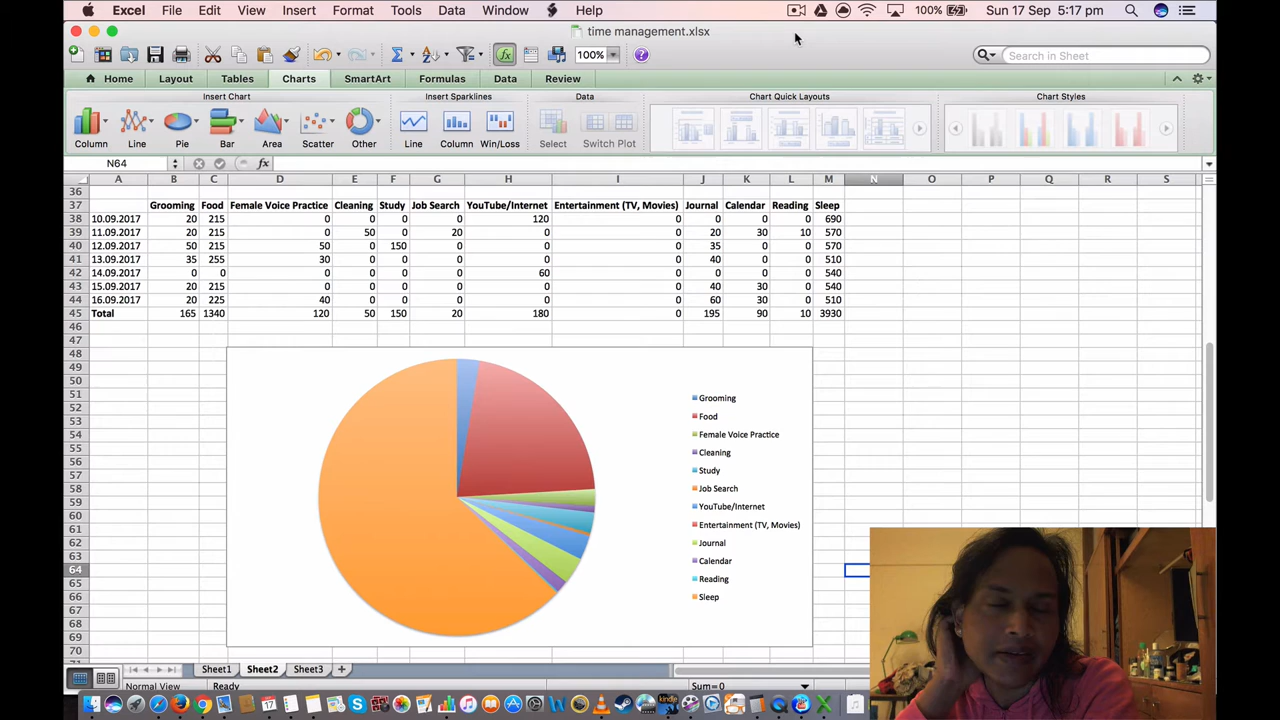 Excel File Edit View Insert Format Tools Data Window Help 100% Sun 17 Sep 5:17 pm
time management.xlsx
100% Search in Sheet
Home Layout Tables Charts SmartArt Formulas Data Review
Insert Chart Insert Sparklines Data Chart Quick Layouts Chart Styles
Column Line Pie Bar Area Scatter Other Line Column Win/Loss Select Switch Plot
N64 fx
A B C D E F G H I J K L M N O P Q R S
36
37 Grooming Food Female Voice Practice Cleaning Study Job Search YouTube/Internet Entertainment (TV, Movies) Journal Calendar Reading Sleep
38 10.09.2017 20 215 0 0 0 0 120 0 0 0 0 690
39 11.09.2017 20 215 0 50 0 20 0 0 20 30 10 570
40 12.09.2017 50 215 50 0 150 0 0 0 35 0 0 570
41 13.09.2017 35 255 30 0 0 0 0 0 40 0 0 510
42 14.09.2017 0 0 0 0 0 0 60 0 0 0 0 540
43 15.09.2017 20 215 0 0 0 0 0 0 40 30 0 540
44 16.09.2017 20 225 40 0 0 0 0 0 60 30 0 510
45 Total 165 1340 120 50 150 20 180 0 195 90 10 3930
46
47
48
49
50
51 Grooming
52 Food
53
54 Female Voice Practice
55 Cleaning
56 Study
57
58 Job Search
59 YouTube/Internet
60
61 Entertainment (TV, Movies)
62 Journal
63 Calendar
64
65 Reading
66 Sleep
67
68
69
70
Sheet1 Sheet2 Sheet3
Normal View Ready Sum=0